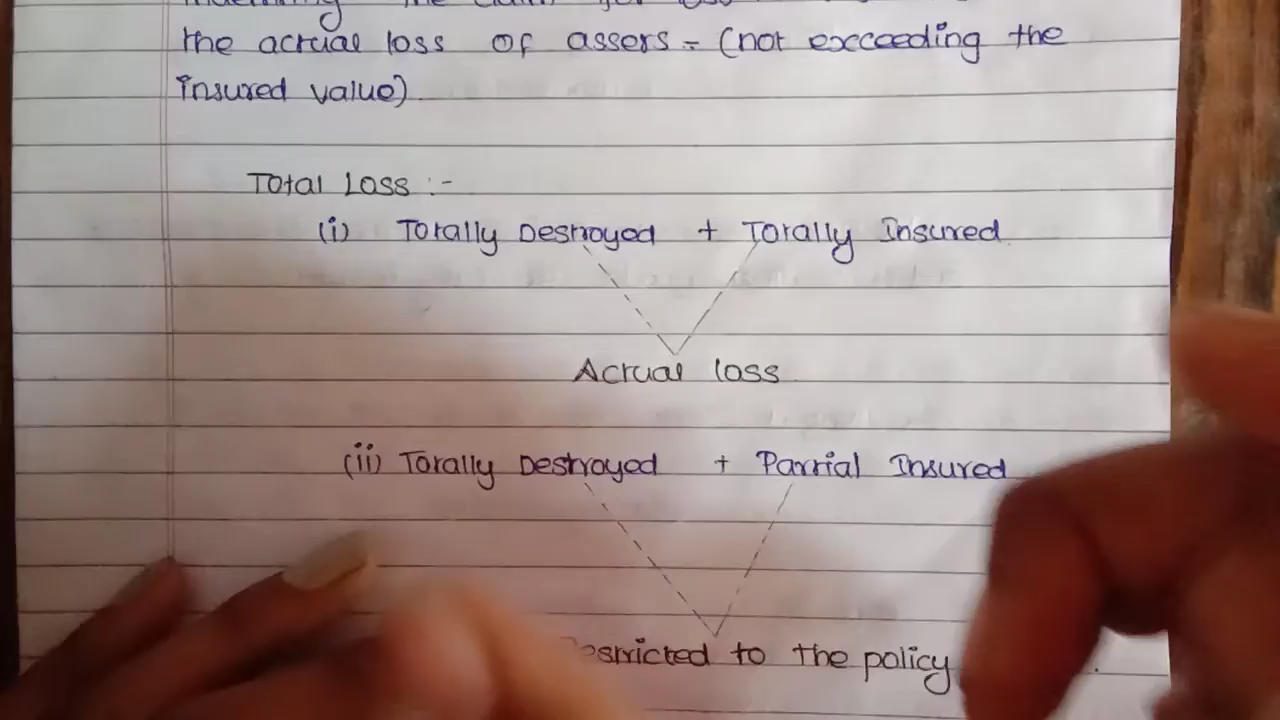 the actual loss of assets - (not exceeding the
insured value)
Total Loss :-
(i) Totally Destroyed + Totally Insured
Actual loss
(ii) Totally Destroyed + Partial Insured
to the policy